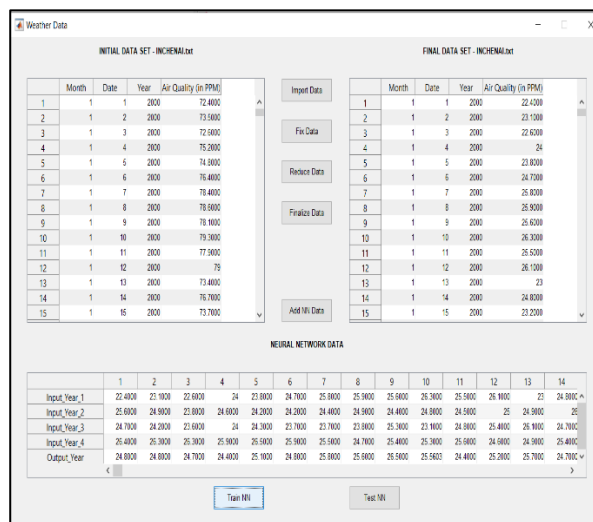 Weather Data
INITIAL DATA SET - INCHENAI.txt
Month Date Year Air Quality (in PPM)
1 1 1 2000 72.4000
2 1 2 2000 73.5000
3 1 3 2000 72.6000
4 1 4 2000 75.2000
5 1 5 2000 74.8000
6 1 6 2000 76.4000
7 1 7 2000 78.4000
8 1 8 2000 78.6000
9 1 9 2000 78.1000
10 1 10 2000 79.3000
11 1 11 2000 77.9000
12 1 12 2000 79
13 1 13 2000 73.4000
14 1 14 2000 76.7000
15 1 15 2000 73.7000
Import Data
Fix Data
Reduce Data
Finalize Data
Add NN Data
FINAL DATA SET - INCHENAI.txt
Month Date Year Air Quality (in PPM)
1 1 1 2000 22.4000
2 1 2 2000 23.1000
3 1 3 2000 22.6000
4 1 4 2000 24
5 1 5 2000 23.8000
6 1 6 2000 24.7000
7 1 7 2000 25.8000
8 1 8 2000 25.9000
9 1 9 2000 25.6000
10 1 10 2000 26.3000
11 1 11 2000 25.5000
12 1 12 2000 26.1000
13 1 13 2000 23
14 1 14 2000 24.8000
15 1 15 2000 23.2000
NEURAL NETWORK DATA
1 2 3 4 5 6 7 8 9 10 11 12 13 14
Input_Year_1 22.4000 23.1000 22.6000 24 23.8000 24.7000 25.8000 25.9000 25.6000 26.3000 25.5000 26.1000 23 24.8000
Input_Year_2 25.6000 24.9000 23.8000 24.6000 24.2000 24.2000 24.4000 24.9000 24.4000 24.8000 24.5000 25 24.9000 25
Input_Year_3 24.7000 24.2000 23.6000 24 24.3000 23.7000 23.7000 23.8000 25.3000 24.1000 24.8000 25.4000 26.1000 24.7000
Input_Year_4 25.4000 25.3000 25.3000 25.9000 25.5000 25.9000 25.5000 24.7000 25.4000 25.3000 25.6000 24.6000 24.9000 25.4000
Output_Year 24.8000 24.8000 24.7000 24.4000 25.1000 24.8000 25.8000 25.6000 26.5000 25.5603 24.4000 25.2000 25.7000 24.7000
Train NN
Test NN